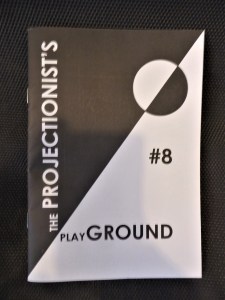 THE PROJECTIONIST'S
#8
PLAYGROUND